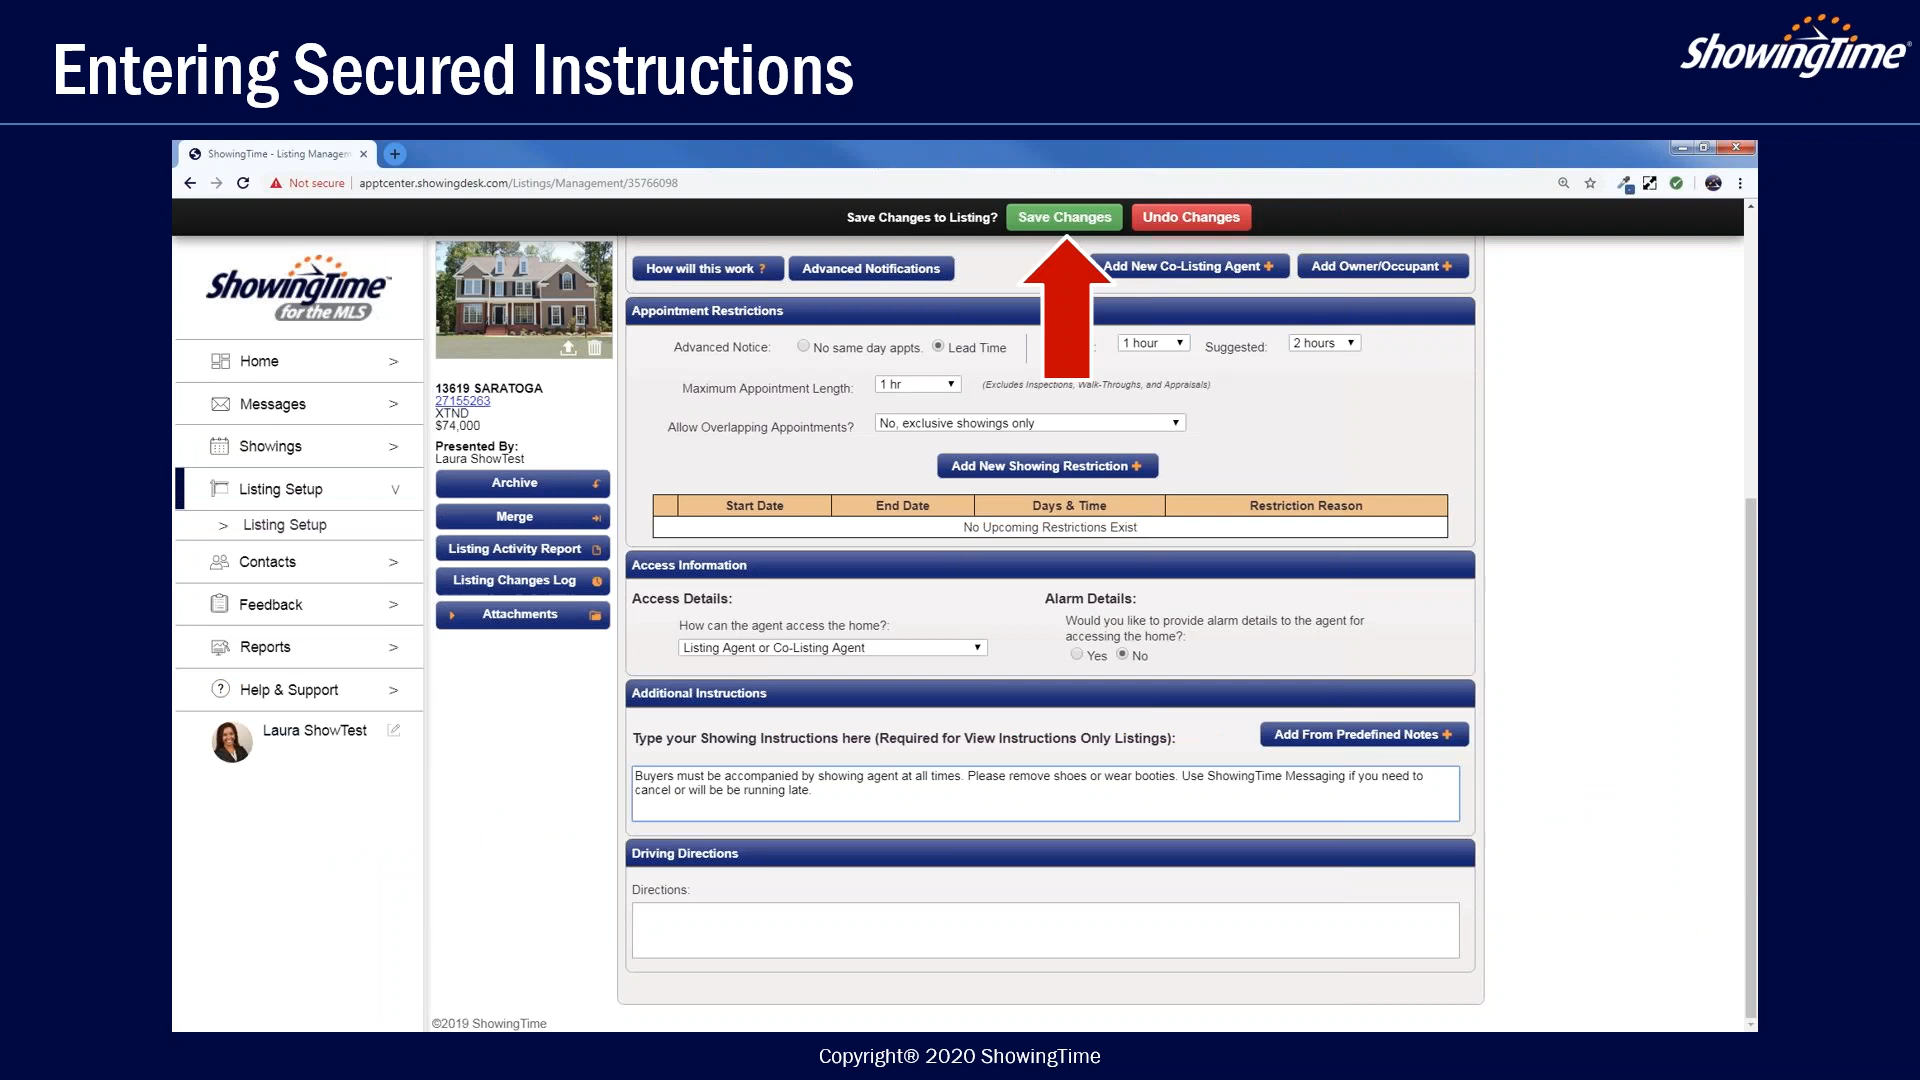 Entering Secured Instructions
ShowingTime
ShowingTime - Listing Managem
Not secure
apptcenter.showingdesk.com/Listings/Management/35766098
Save Changes to Listing?
Save Changes
Undo Changes
ShowingTime
for the MLS
Home >
Messages >
Showings >
Listing Setup V
> Listing Setup
Contacts >
Feedback >
Reports >
? Help & Support >
Laura ShowTest
13619 SARATOGA
27155263
XTND
$74,000
Presented By:
Laura ShowTest
Archive
Merge
Listing Activity Report
Listing Changes Log
Attachments
How will this work ?
Advanced Notifications
Add New Co-Listing Agent +
Add Owner/Occupant +
Appointment Restrictions
Advanced Notice:
No same day appts.
Lead Time
: 1 hour
Suggested: 2 hours
Maximum Appointment Length: 1 hr
(Excludes Inspections, Walk-Throughs, and Appraisals)
Allow Overlapping Appointments? No, exclusive showings only
Add New Showing Restriction +
Start Date End Date Days & Time Restriction Reason
No Upcoming Restrictions Exist
Access Information
Access Details:
How can the agent access the home?:
Listing Agent or Co-Listing Agent
Alarm Details:
Would you like to provide alarm details to the agent for
accessing the home?:
Yes No
Additional Instructions
Type your Showing Instructions here (Required for View Instructions Only Listings):
Add From Predefined Notes +
Buyers must be accompanied by showing agent at all times. Please remove shoes or wear booties. Use ShowingTime Messaging if you need to
cancel or will be be running late.
Driving Directions
Directions:
©2019 ShowingTime
Copyright® 2020 ShowingTime